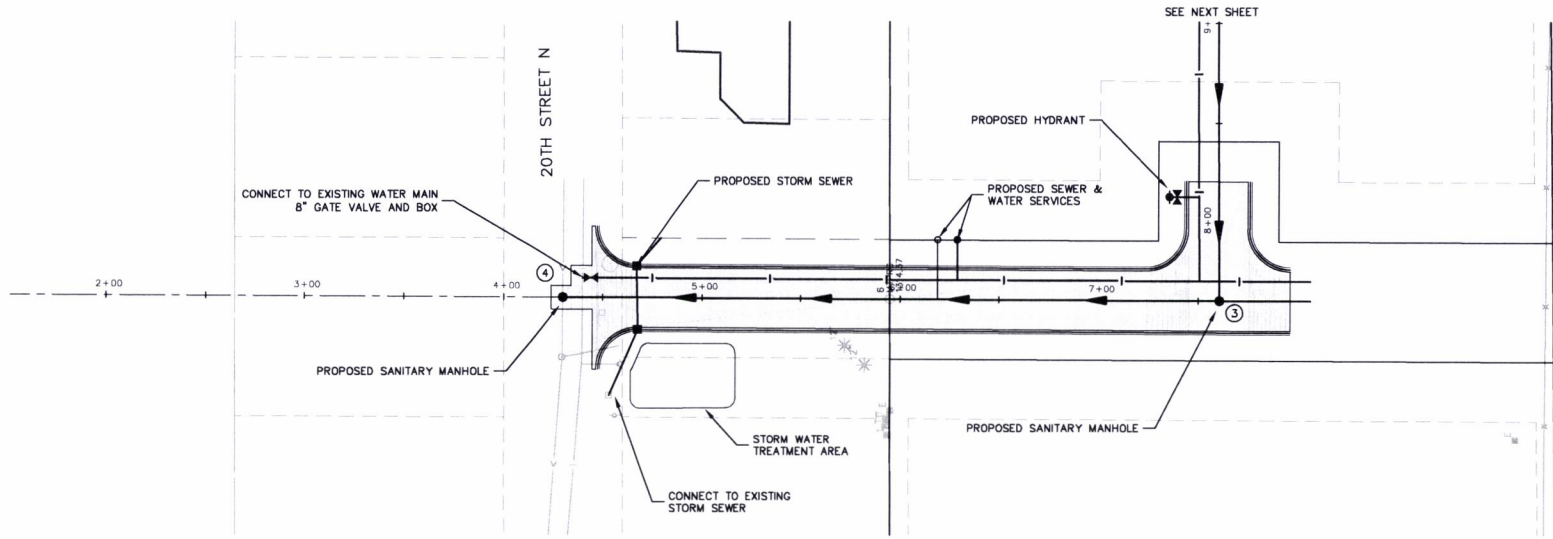 SEE NEXT SHEET
9+
20TH STREET N
PROPOSED HYDRANT
CONNECT TO EXISTING WATER MAIN
8" GATE VALVE AND BOX
PROPOSED STORM SEWER
PROPOSED SEWER &
WATER SERVICES
8+00
4
2+00
3+00
4+00
5+00
7+00
3
PROPOSED SANITARY MANHOLE
PROPOSED SANITARY MANHOLE
STORM WATER
TREATMENT AREA
CONNECT TO EXISTING
STORM SEWER